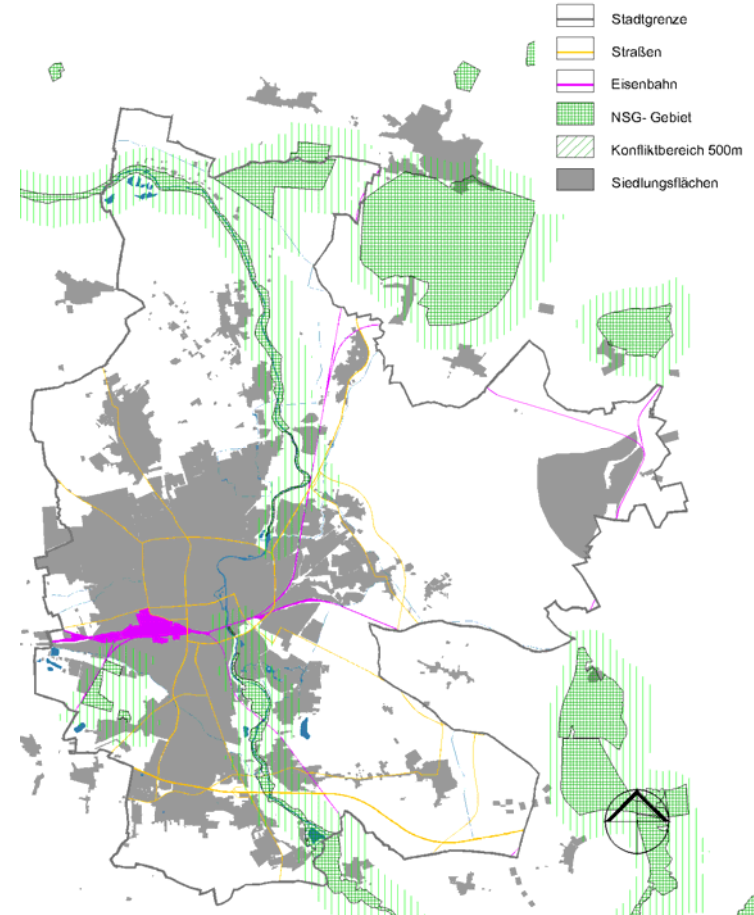 Stadtgrenze
Straßen
Eisenbahn
NSG- Gebiet
Konfliktbereich 500m
Siedlungsflächen